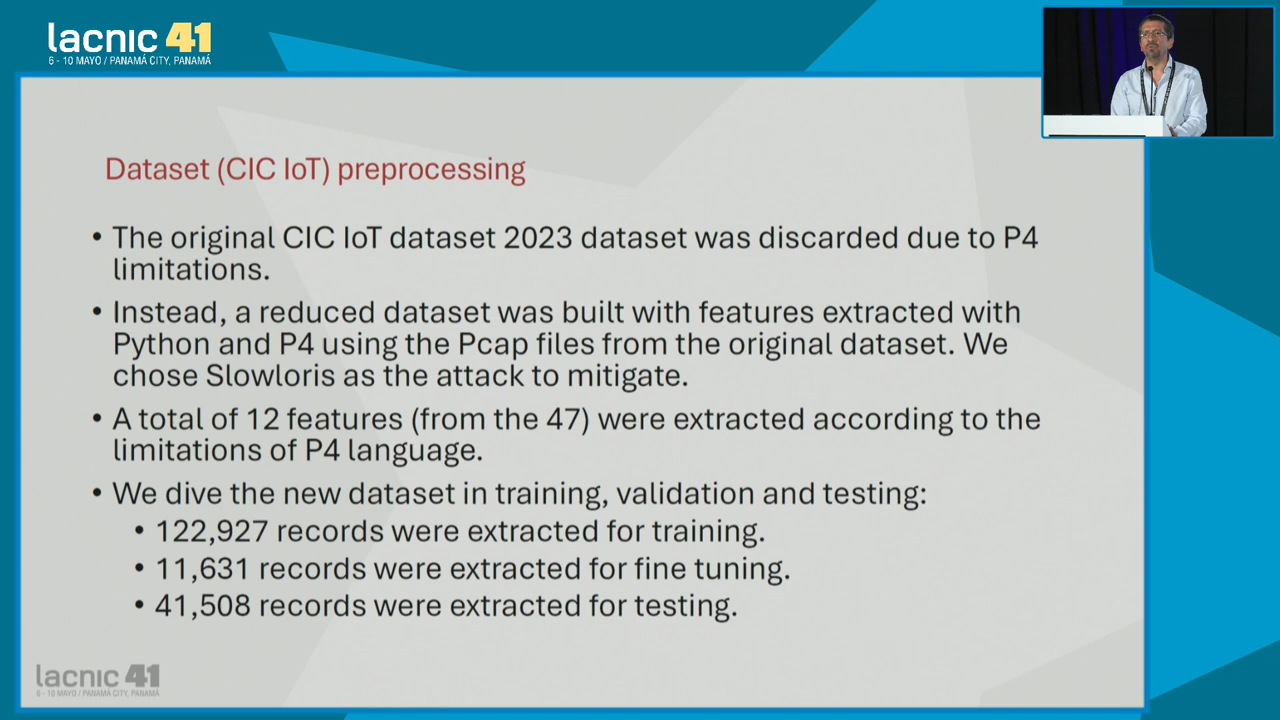 lacnic 41
6 - 10 MAYO / PANAMÁ CITY, PANAMÁ
Dataset (CIC IoT) preprocessing
• The original CIC IoT dataset 2023 dataset was discarded due to P4
limitations.
• Instead, a reduced dataset was built with features extracted with
Python and P4 using the Pcap files from the original dataset. We
chose Slowloris as the attack to mitigate.
• A total of 12 features (from the 47) were extracted according to the
limitations of P4 language.
• We dive the new dataset in training, validation and testing:
• 122,927 records were extracted for training.
• 11,631 records were extracted for fine tuning.
• 41,508 records were extracted for testing.
lacnic 41
6 - 10 MAYO / PANAMÁ CITY, PANAMÁ